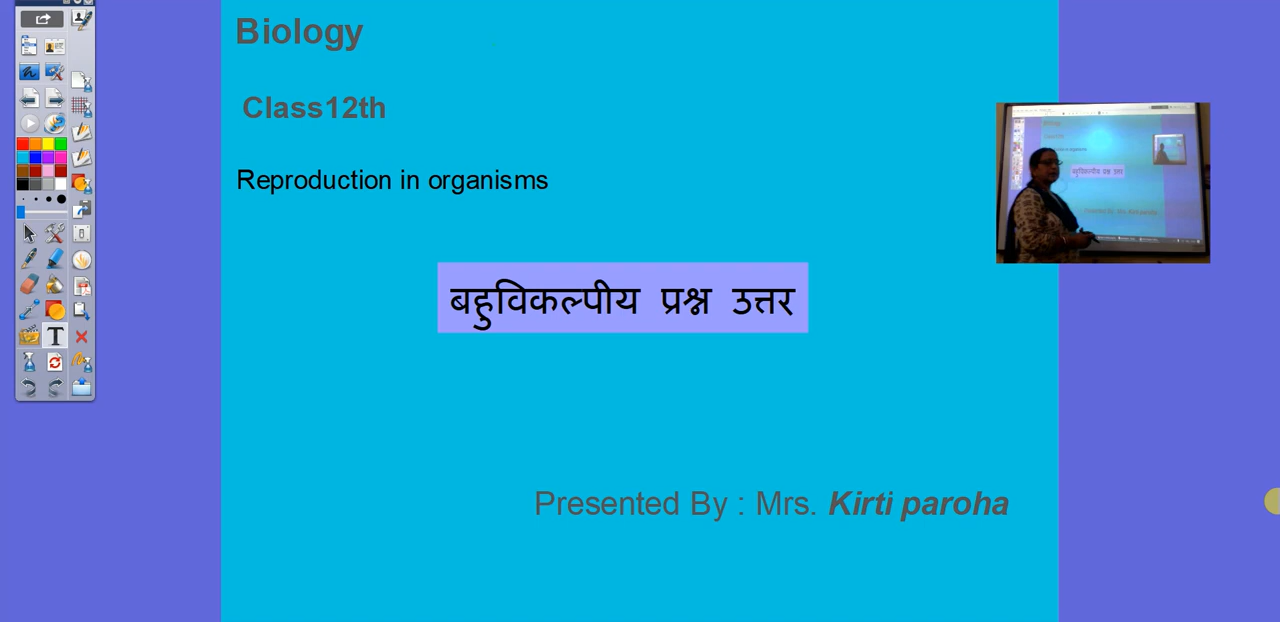 Biology
Class12th
Reproduction in organisms
बहुविकल्पीय प्रश्न उत्तर
Presented By : Mrs. Kirti paroha